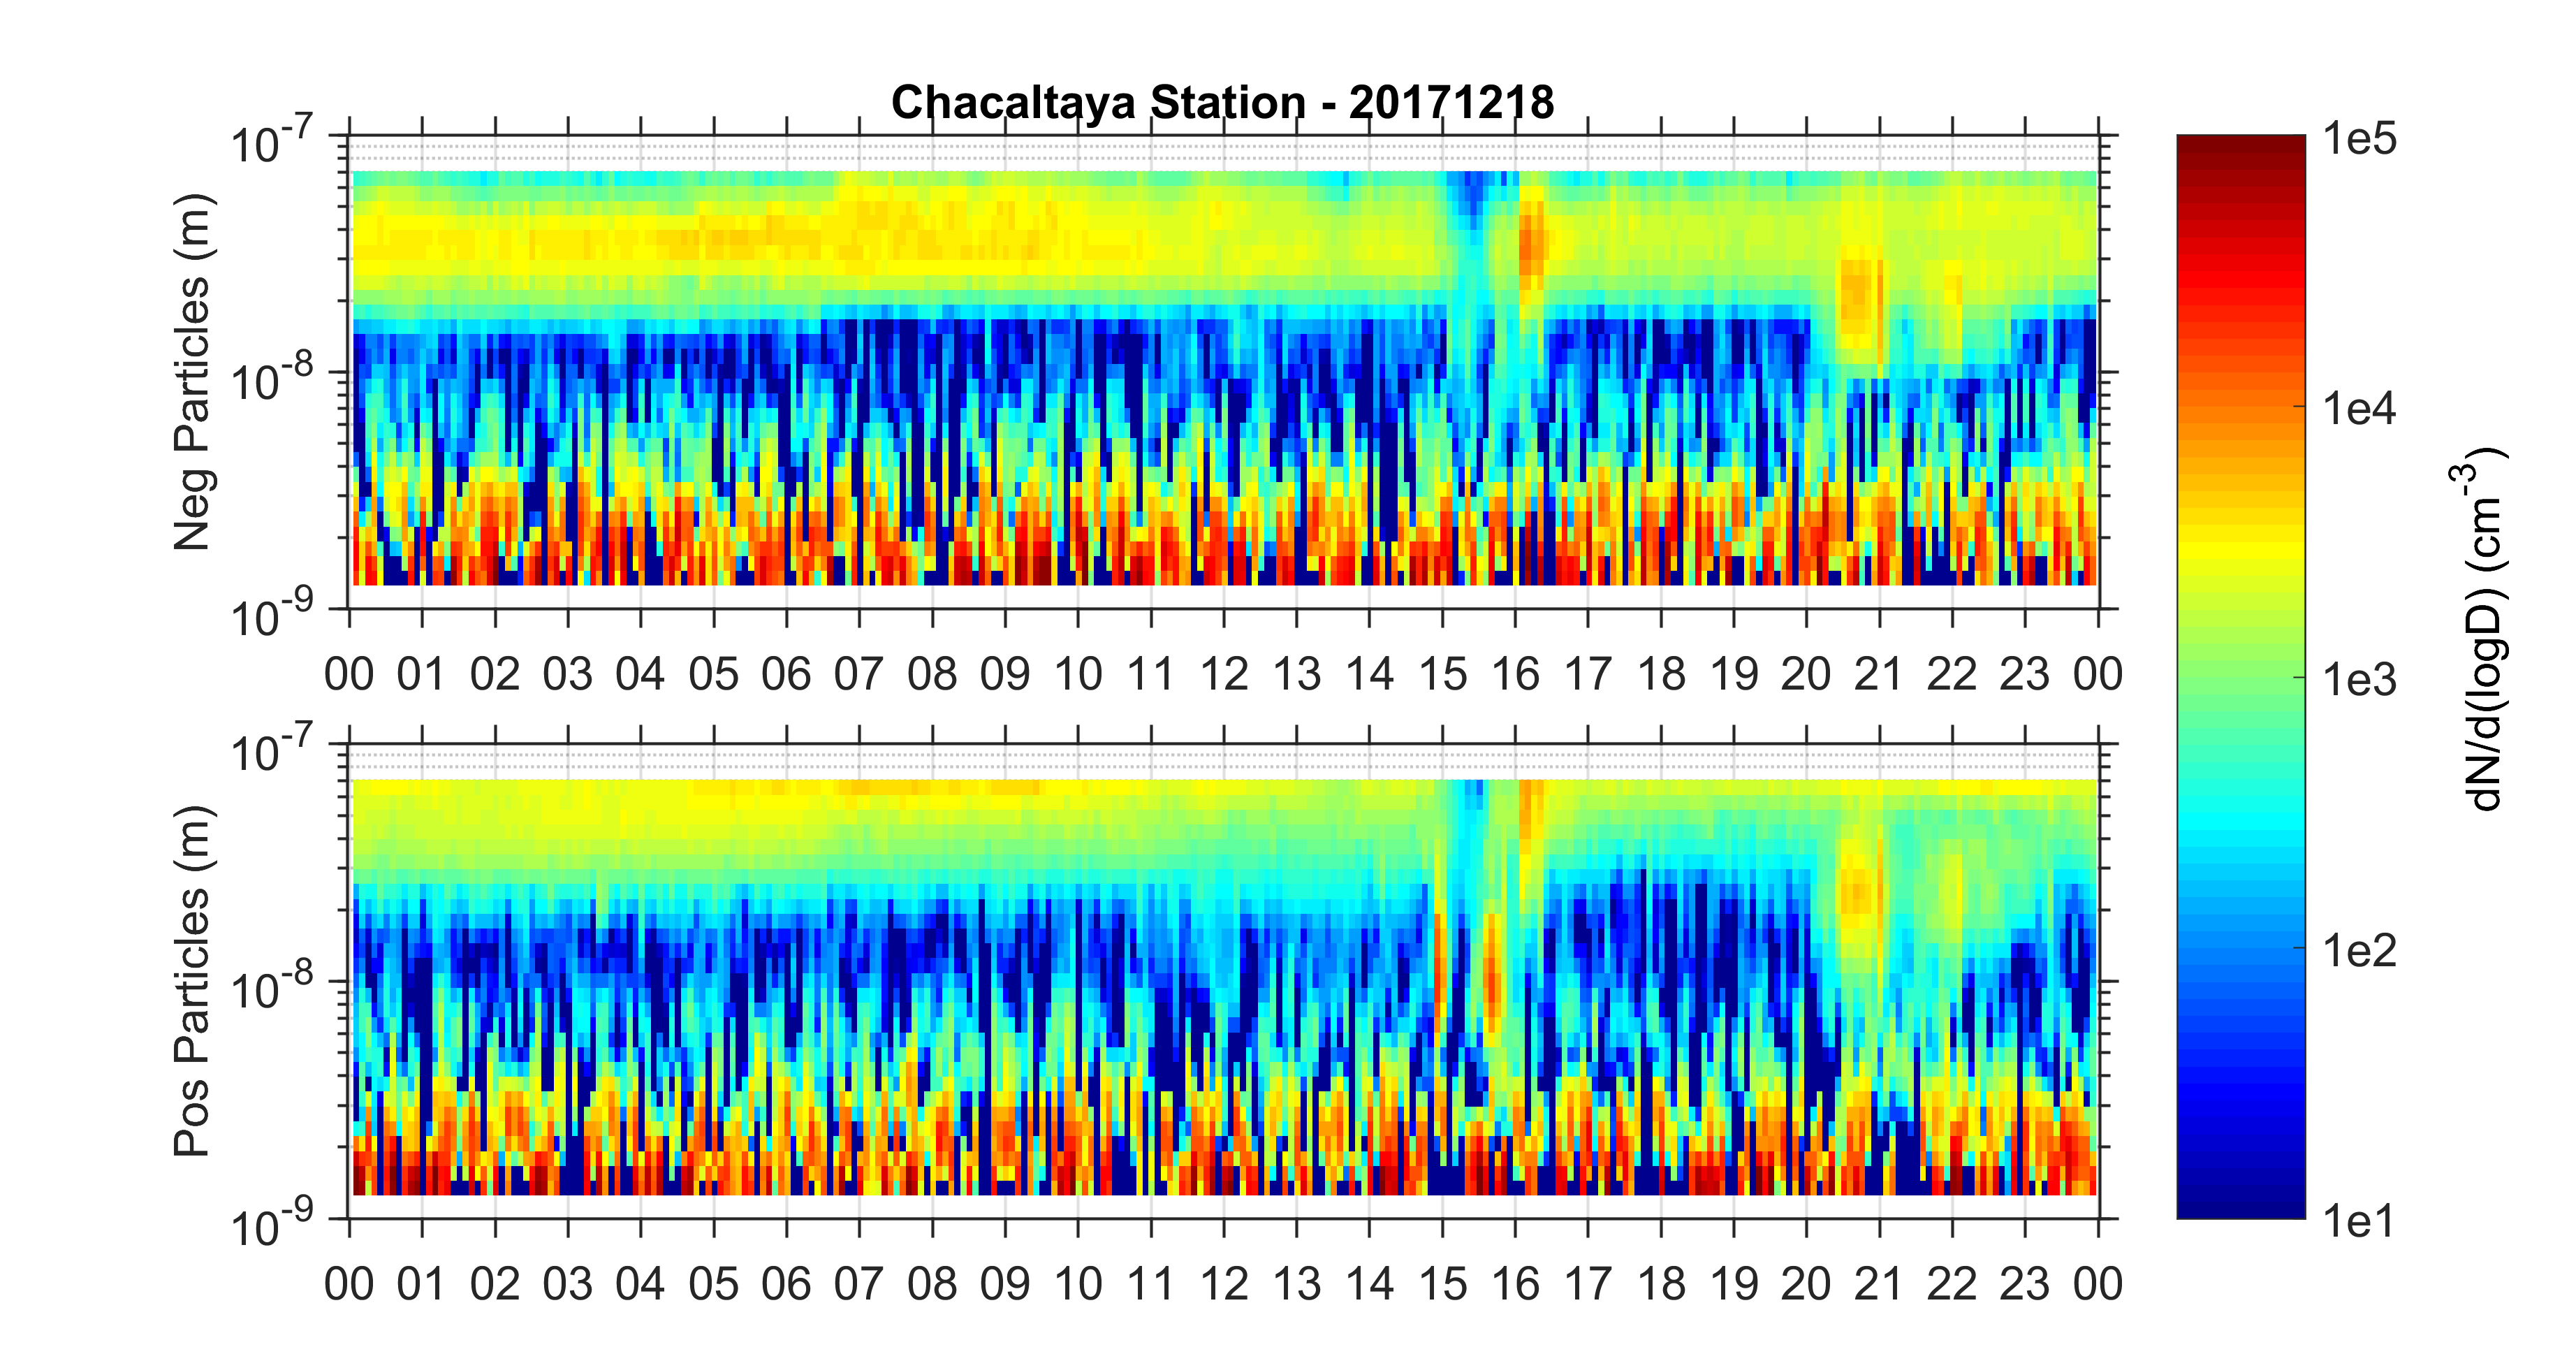 Chacaltaya Station - 20171218
10-7
10-8
10-9
Neg Particles (m)
00 01 02 03 04 05 06 07 08 09 10 11 12 13 14 15 16 17 18 19 20 21 22 23 00
10-7
10-8
10-9
Pos Particles (m)
00 01 02 03 04 05 06 07 08 09 10 11 12 13 14 15 16 17 18 19 20 21 22 23 00
1e5
1e4
1e3
1e2
1e1
dN/d(logD) (cm-3)